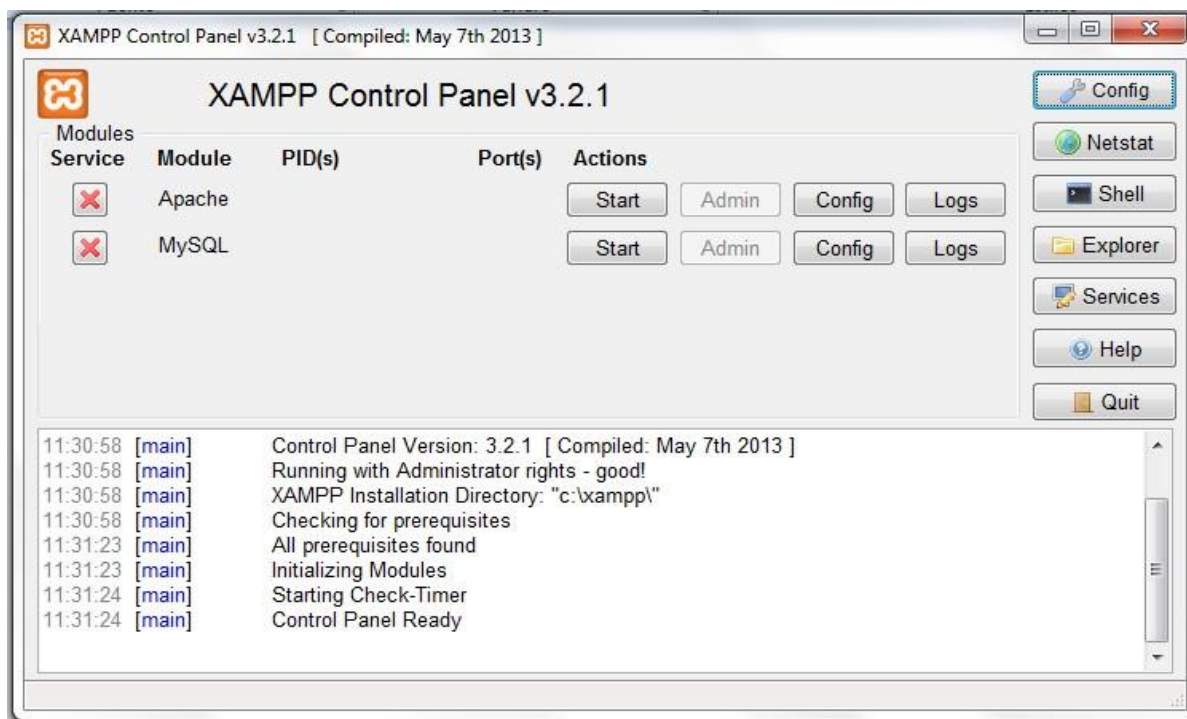 XAMPP Control Panel v3.2.1 [ Compiled: May 7th 2013 ]
XAMPP Control Panel v3.2.1
Config
Modules
Netstat
Service Module PID(s) Port(s) Actions
Apache Start Admin Config Logs
Shell
MySQL Start Admin Config Logs
Explorer
Services
Help
Quit
11:30:58 [main] Control Panel Version: 3.2.1 [ Compiled: May 7th 2013 ]
11:30:58 [main] Running with Administrator rights - good!
11:30:58 [main] XAMPP Installation Directory: "c:\xampp\"
11:30:58 [main] Checking for prerequisites
11:31:23 [main] All prerequisites found
11:31:23 [main] Initializing Modules
11:31:24 [main] Starting Check-Timer
11:31:24 [main] Control Panel Ready